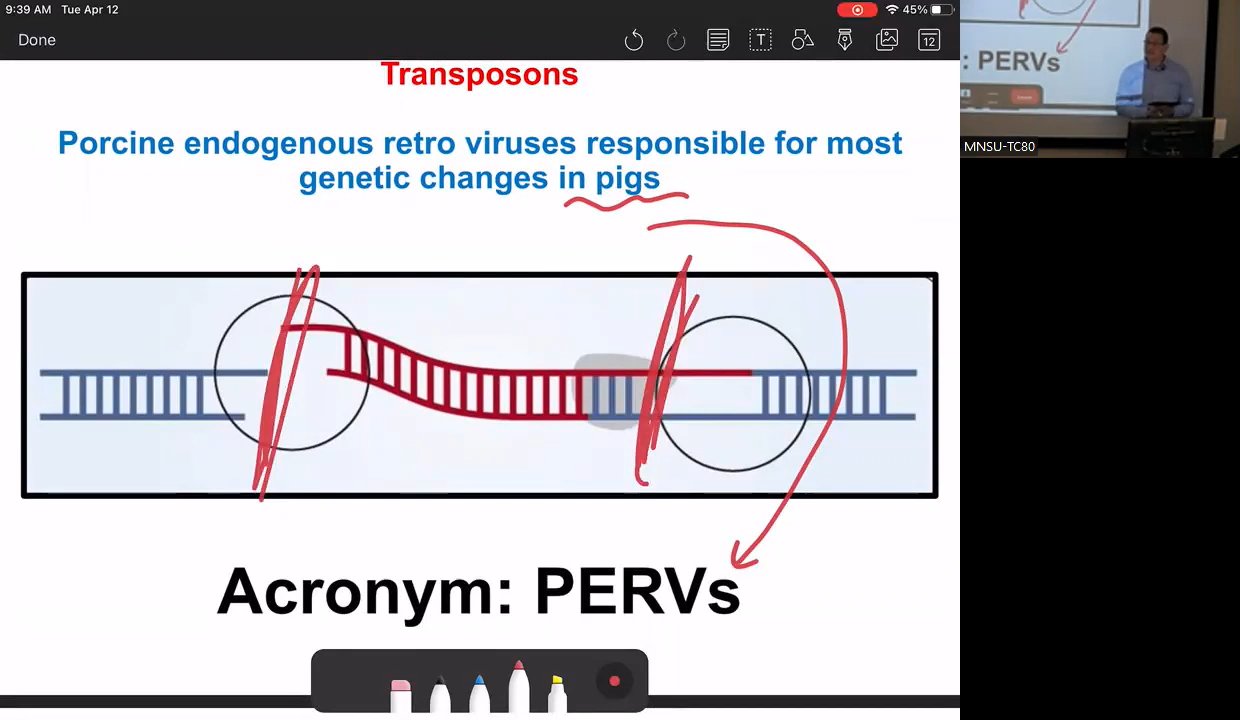 9:39 AM Tue Apr 12
45%
Done
T
12
Transposons
Porcine endogenous retro viruses responsible for most
genetic changes in pigs
Acronym: PERVs
: PERVs
MNSU-TC80